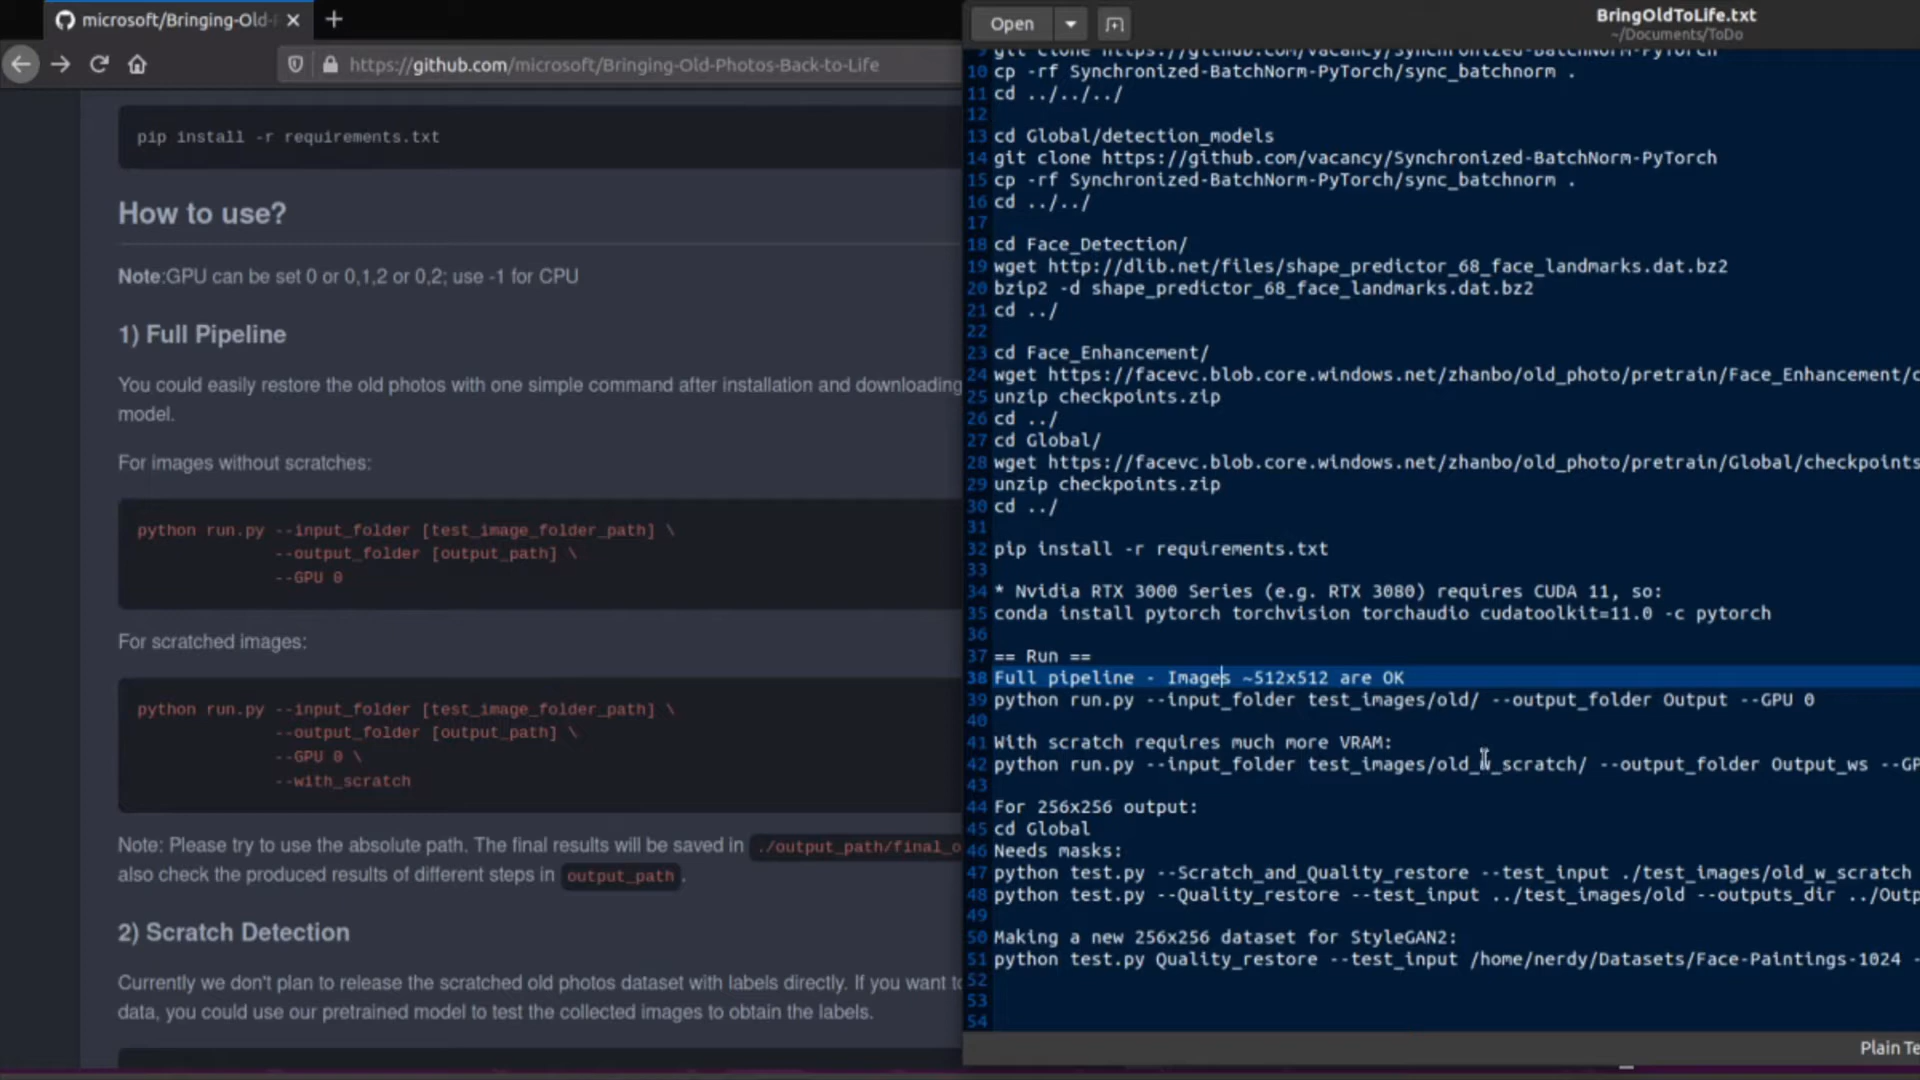 microsoft/Bringing-Old-
https://github.com/microsoft/Bringing-Old-Photos-Back-to-Life
pip install -r requirements.txt
How to use?
Note:GPU can be set 0 or 0,1,2 or 0,2; use -1 for CPU
1) Full Pipeline
You could easily restore the old photos with one simple command after installation and downloading
model.
For images without scratches:
python run.py --input_folder [test_image_folder_path] \
--output_folder [output_path] \
--GPU 0
For scratched images:
python run.py --input_folder [test_image_folder_path] \
--output_folder [output_path] \
--GPU 0 \
--with_scratch
Note: Please try to use the absolute path. The final results will be saved in ./output_path/final_o
also check the produced results of different steps in output_path.
2) Scratch Detection
Currently we don't plan to release the scratched old photos dataset with labels directly. If you want to
data, you could use our pretrained model to test the collected images to obtain the labels.
Open
BringOldToLife.txt
~/Documents/ToDo
9 git clone https://github.com/vacancy/Synchronized-BatchNorm-PyTorch
10 cp -rf Synchronized-BatchNorm-PyTorch/sync_batchnorm .
11 cd ../../../
12
13 cd Global/detection_models
14 git clone https://github.com/vacancy/Synchronized-BatchNorm-PyTorch
15 cp -rf Synchronized-BatchNorm-PyTorch/sync_batchnorm .
16 cd ../../
17
18 cd Face_Detection/
19 wget http://dlib.net/files/shape_predictor_68_face_landmarks.dat.bz2
20 bzip2 -d shape_predictor_68_face_landmarks.dat.bz2
21 cd ../
22
23 cd Face_Enhancement/
24 wget https://facevc.blob.core.windows.net/zhanbo/old_photo/pretrain/Face_Enhancement/c
25 unzip checkpoints.zip
26 cd ../
27 cd Global/
28 wget https://facevc.blob.core.windows.net/zhanbo/old_photo/pretrain/Global/checkpoints
29 unzip checkpoints.zip
30 cd ../
31
32 pip install -r requirements.txt
33
34 * Nvidia RTX 3000 Series (e.g. RTX 3080) requires CUDA 11, so:
35 conda install pytorch torchvision torchaudio cudatoolkit=11.0 -c pytorch
36
37 == Run ==
38 Full pipeline - Images ~512x512 are OK
39 python run.py --input_folder test_images/old/ --output_folder Output --GPU 0
40
41 With scratch requires much more VRAM:
42 python run.py --input_folder test_images/old_w_scratch/ --output_folder Output_ws --GP
43
44 For 256x256 output:
45 cd Global
46 Needs masks:
47 python test.py --Scratch_and_Quality_restore --test_input ./test_images/old_w_scratch
48 python test.py --Quality_restore --test_input ../test_images/old --outputs_dir ../Outp
49
50 Making a new 256x256 dataset for StyleGAN2:
51 python test.py Quality_restore --test_input /home/nerdy/Datasets/Face-Paintings-1024 -
52
53
54
Plain Te